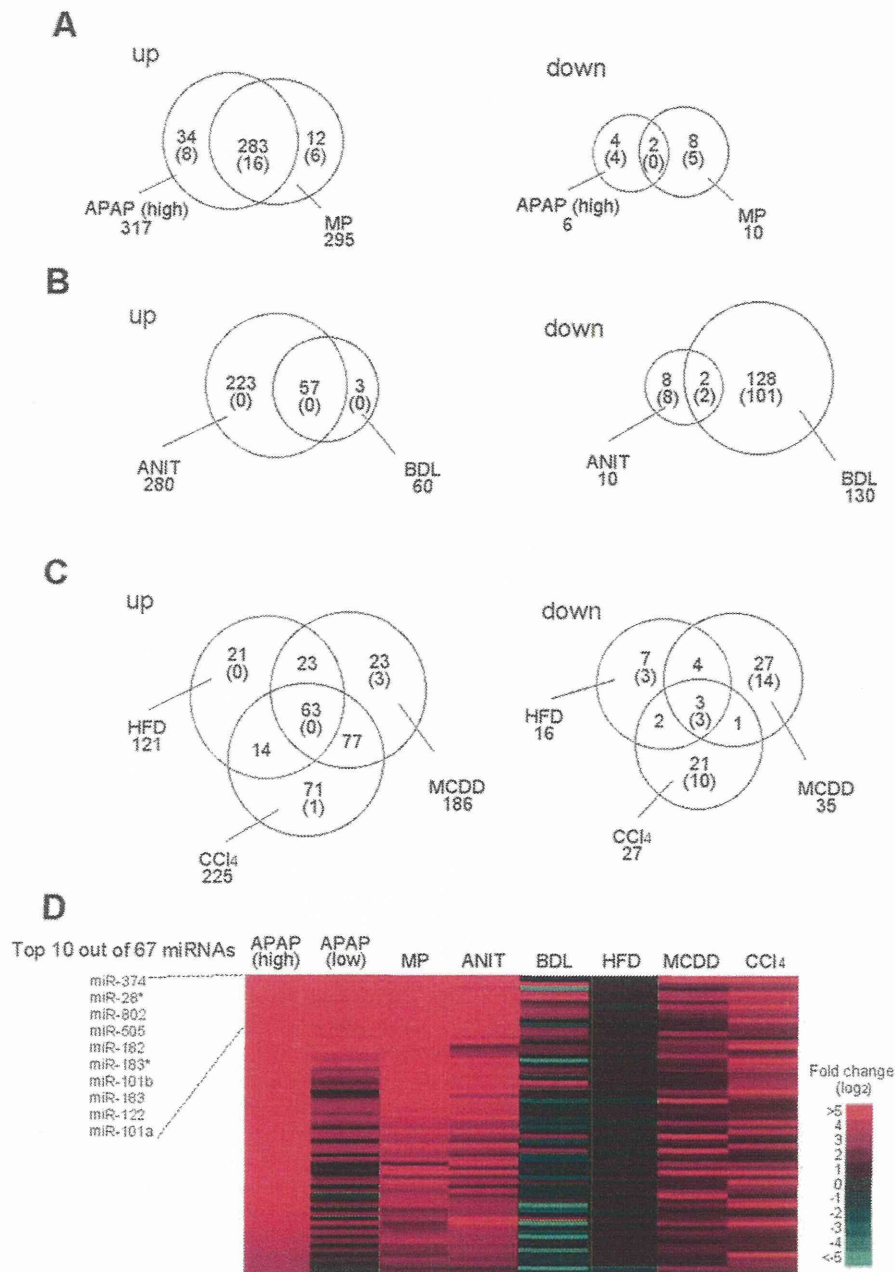 A
up
down
34
(8)
283
(16)
12
(6)
APAP (high)
317
MP
295
4
(4)
2
(0)
8
(5)
APAP (high)
6
MP
10
B
up
down
223
(0)
57
(0)
3
(0)
ANIT
280
BDL
60
8
(8)
2
(2)
128
(101)
ANIT
10
BDL
130
C
up
down
21
(0)
23
23
(3)
63
(0)
14
77
71
(1)
HFD
121
MCDD
186
CCl4
225
7
(3)
4
27
(14)
3
(3)
2
1
21
(10)
HFD
16
MCDD
35
CCl4
27
D
Top 10 out of 67 miRNAs
APAP (high)
APAP (low)
MP
ANIT
BDL
HFD
MCDD
CCl4
miR-374
miR-28*
miR-802
miR-505
miR-182
miR-183*
miR-101b
miR-183
miR-122
miR-101a
Fold change
(log2)
>5
4
3
2
1
0
-1
-2
-3
-4
<-5